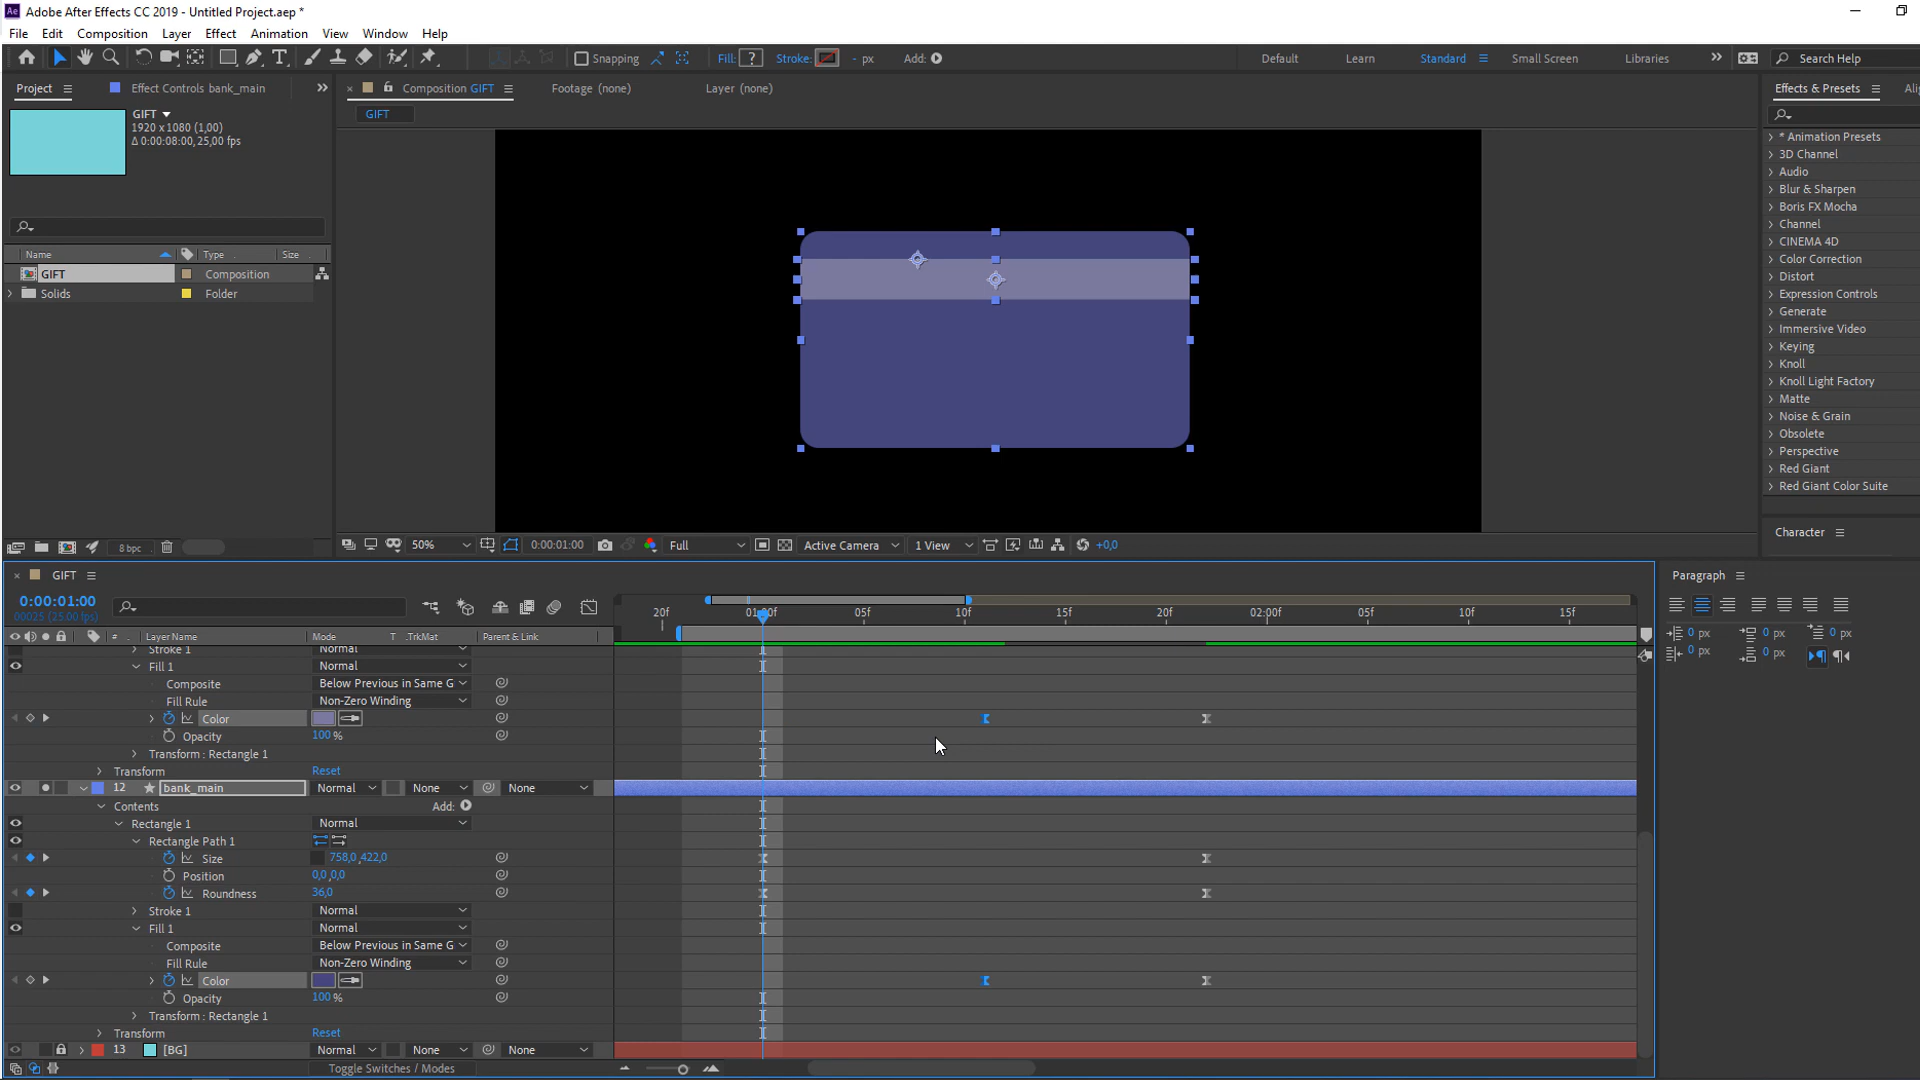 Adobe After Effects CC 2019 - Untitled Project.aep *
File Edit Composition Layer Effect Animation View Window Help
Snapping Fill: ? Stroke: - px Add: Default Learn Standard Small Screen Libraries Search Help
Project Effect Controls bank_main Composition GIFT Footage (none) Layer (none) Effects & Presets
GIFT
1920 x 1080 (1,00)
Δ 0:00:08:00, 25,00 fps
GIFT
Name Type Size
GIFT Composition
Solids Folder
* Animation Presets
3D Channel
Audio
Blur & Sharpen
Boris FX Mocha
Channel
CINEMA 4D
Color Correction
Distort
Expression Controls
Generate
Immersive Video
Keying
Knoll
Knoll Light Factory
Matte
Noise & Grain
Obsolete
Perspective
Red Giant
Red Giant Color Suite
Character
8 bpc 50% 0:00:01:00 Full Active Camera 1 View +0,0
GIFT
0:00:01:00
00025 (25.00 fps)
20f 01:00f 05f 10f 15f 20f 02:00f 05f 10f 15f
# Layer Name Mode T .TrkMat Parent & Link
Stroke 1 Normal
Fill 1 Normal
Composite Below Previous in Same G
Fill Rule Non-Zero Winding
Color
Opacity 100 %
Transform : Rectangle 1
Transform Reset
12 bank_main Normal None None
Contents Add:
Rectangle 1 Normal
Rectangle Path 1
Size 758,0,422,0
Position 0,0,0,0
Roundness 36,0
Stroke 1 Normal
Fill 1 Normal
Composite Below Previous in Same G
Fill Rule Non-Zero Winding
Color
Opacity 100 %
Transform : Rectangle 1
Transform Reset
13 [BG] Normal None None
Toggle Switches / Modes
Paragraph
0 px 0 px 0 px
0 px 0 px